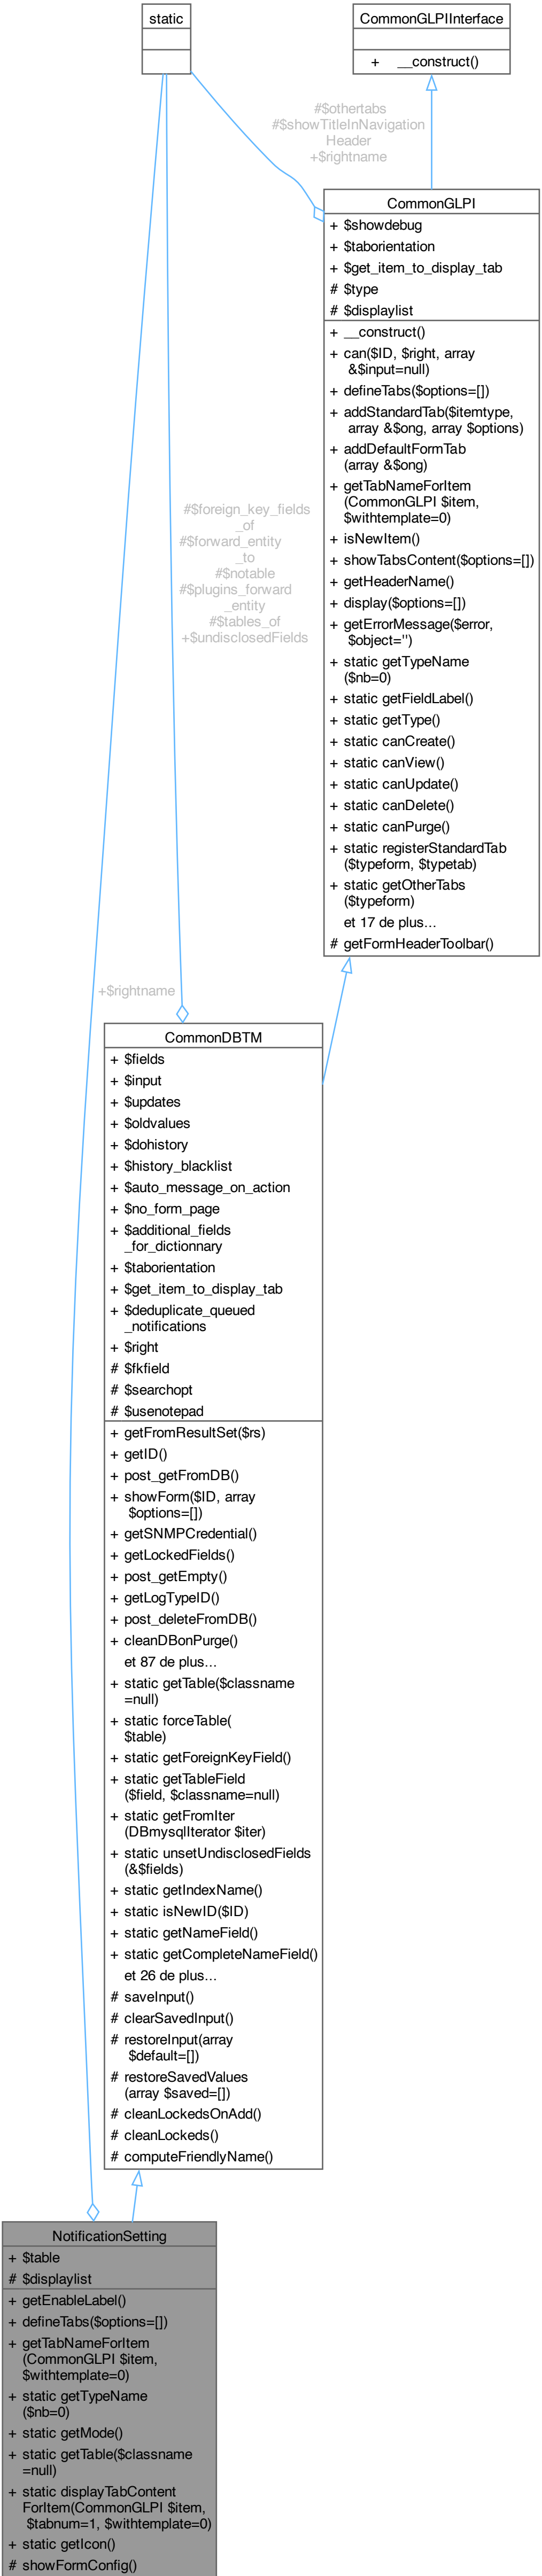 static
CommonGLPIInterface
+ __construct()
#$othertabs
#$showTitleInNavigation
Header
+$rightname
CommonGLPI
+ $showdebug
+ $taborientation
+ $get_item_to_display_tab
# $type
# $displaylist
+ __construct()
+ can($ID, $right, array
&$input=null)
+ defineTabs($options=[])
+ addStandardTab($itemtype,
array &$ong, array $options)
+ addDefaultFormTab
(array &$ong)
+ getTabNameForItem
(CommonGLPI $item,
$withtemplate=0)
+ isNewItem()
+ showTabsContent($options=[])
+ getHeaderName()
+ display($options=[])
+ getErrorMessage($error,
$object='')
+ static getTypeName
($nb=0)
+ static getFieldLabel()
+ static getType()
+ static canCreate()
+ static canView()
+ static canUpdate()
+ static canDelete()
+ static canPurge()
+ static registerStandardTab
($typeform, $typetab)
+ static getOtherTabs
($typeform)
et 17 de plus...
# getFormHeaderToolbar()
#$foreign_key_fields
_of
#$forward_entity
_to
#$notable
#$plugins_forward
_entity
#$tables_of
+$undisclosedFields
+$rightname
CommonDBTM
+ $fields
+ $input
+ $updates
+ $oldvalues
+ $dohistory
+ $history_blacklist
+ $auto_message_on_action
+ $no_form_page
+ $additional_fields
_for_dictionnary
+ $taborientation
+ $get_item_to_display_tab
+ $deduplicate_queued
_notifications
+ $right
# $fkfield
# $searchopt
# $usenotepad
+ getFromResultSet($rs)
+ getID()
+ post_getFromDB()
+ showForm($ID, array
$options=[])
+ getSNMPCredential()
+ getLockedFields()
+ post_getEmpty()
+ getLogTypeID()
+ post_deleteFromDB()
+ cleanDBonPurge()
et 87 de plus...
+ static getTable($classname
=null)
+ static forceTable(
$table)
+ static getForeignKeyField()
+ static getTableField
($field, $classname=null)
+ static getFromIter
(DBmysqlIterator $iter)
+ static unsetUndisclosedFields
(&$fields)
+ static getIndexName()
+ static isNewID($ID)
+ static getNameField()
+ static getCompleteNameField()
et 26 de plus...
# saveInput()
# clearSavedInput()
# restoreInput(array
$default=[])
# restoreSavedValues
(array $saved=[])
# cleanLockedsOnAdd()
# cleanLockeds()
# computeFriendlyName()
NotificationSetting
+ $table
# $displaylist
+ getEnableLabel()
+ defineTabs($options=[])
+ getTabNameForItem
(CommonGLPI $item,
$withtemplate=0)
+ static getTypeName
($nb=0)
+ static getMode()
+ static getTable($classname
=null)
+ static displayTabContent
ForItem(CommonGLPI $item,
$tabnum=1, $withtemplate=0)
+ static getIcon()
# showFormConfig()